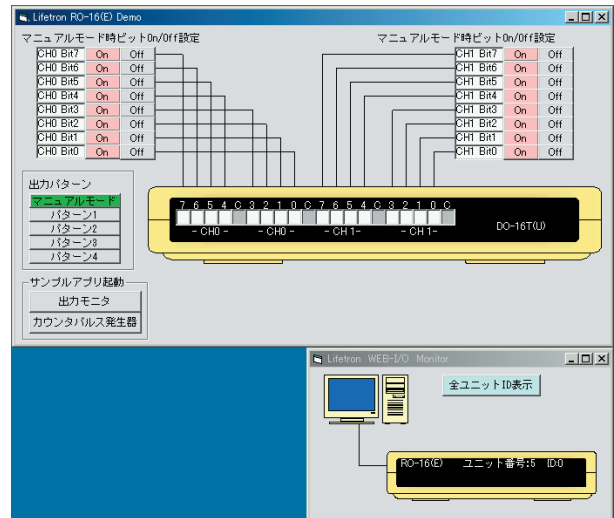 Lifetron RO-16(E) Demo
マニュアルモード時ビットOn/Off設定
マニュアルモード時ビットOn/Off設定
CH0 Bit7 On Off
CH0 Bit6 On Off
CH0 Bit5 On Off
CH0 Bit4 On Off
CH0 Bit3 On Off
CH0 Bit2 On Off
CH0 Bit1 On Off
CH0 Bit0 On Off
CH1 Bit7 On Off
CH1 Bit6 On Off
CH1 Bit5 On Off
CH1 Bit4 On Off
CH1 Bit3 On Off
CH1 Bit2 On Off
CH1 Bit1 On Off
CH1 Bit0 On Off
出力パターン
マニュアルモード
パターン1
パターン2
パターン3
パターン4
7 6 5 4 C 3 2 1 0 C 7 6 5 4 C 3 2 1 0 C
- CH0 - - CH0 - - CH 1- - CH 1-
DO-16T(U)
サンプルアプリ起動
出力モニタ
カウンタパルス発生器
Lifetron WEB-I/O Monitor
全ユニットID表示
RO-16(E) ユニット番号:5 ID:0